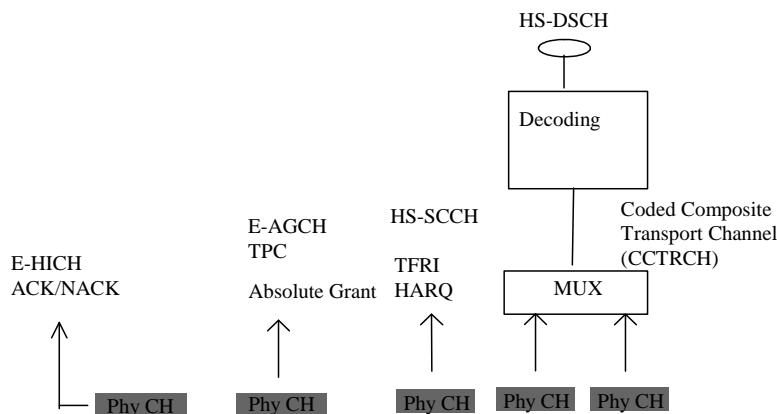 HS-DSCH
Decoding
Coded Composite
Transport Channel
(CCTRCH)
HS-SCCH
E-AGCH
TPC
E-HICH
ACK/NACK
TFRI
HARQ
Absolute Grant
MUX
Phy CH
Phy CH
Phy CH
Phy CH
Phy CH